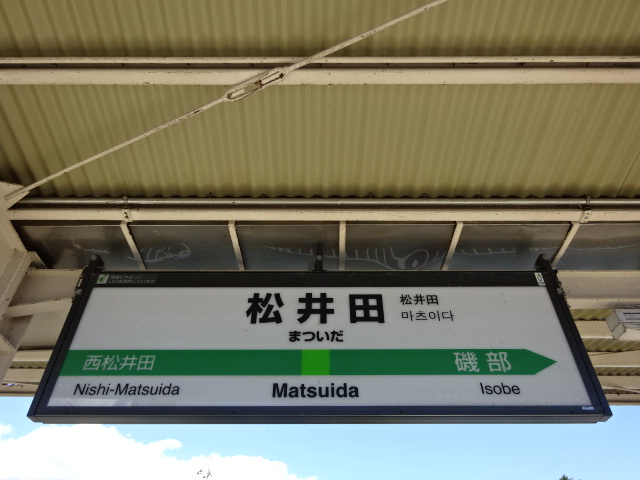 松井田
松井田
마츠이다
まついだ
西松井田
磯部
Nishi-Matsuida
Matsuida
Isobe